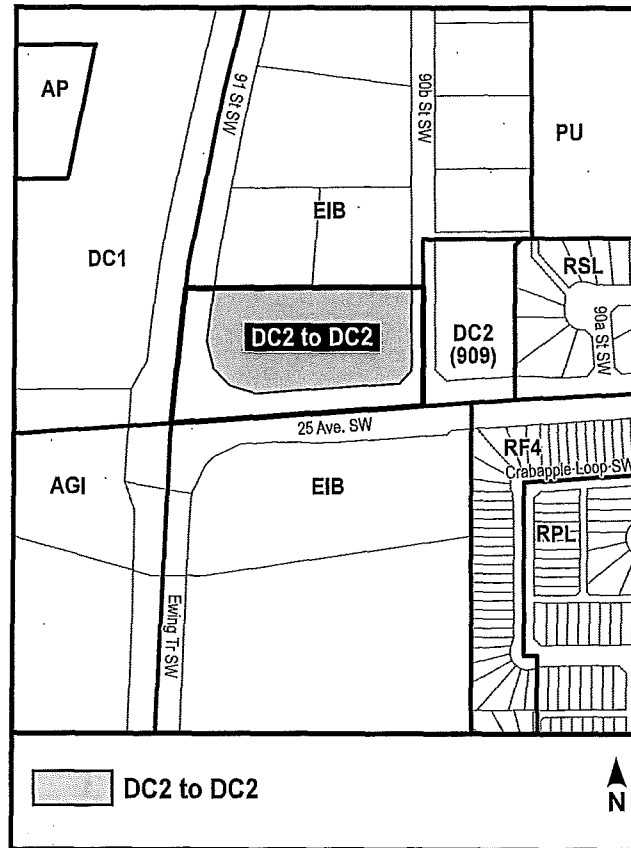 AP
91 St SW
90b St SW
PU
EIB
DC1
RSL
DC2 to DC2
DC2
(909)
90a St SW
25 Ave. SW
RF4
Crabapple Loop SW
AGI
EIB
RPL
Ewing Tr SW
DC2 to DC2
N